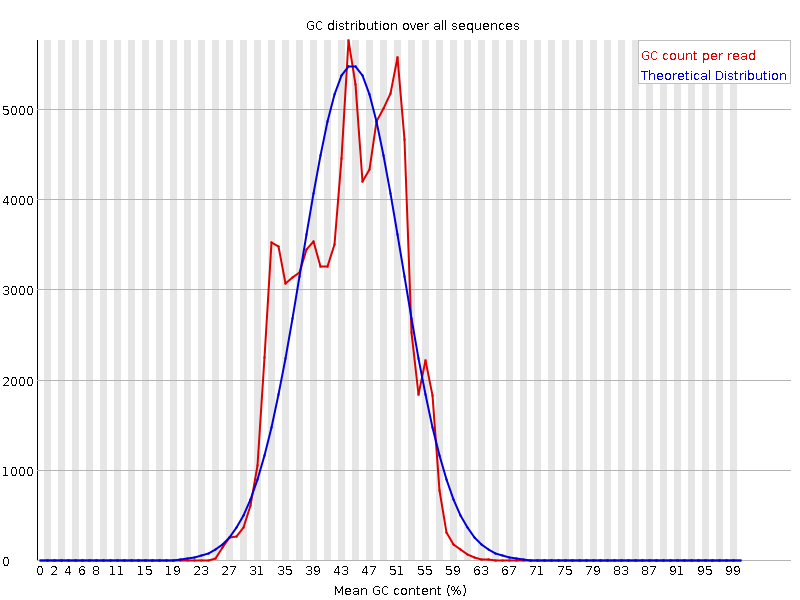 GC distribution over all sequences
GC count per read
Theoretical Distribution
5000
4000
3000
2000
1000
0
0 2 4 6 8 11 15 19 23 27 31 35 39 43 47 51 55 59 63 67 71 75 79 83 87 91 95 99
Mean GC content (%)